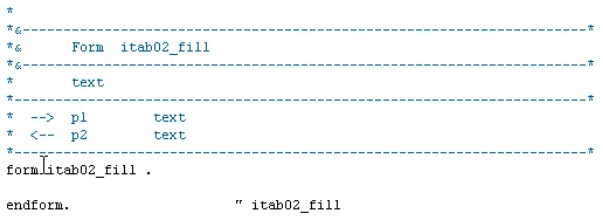 *
*&---------------------------------------------------------------------*
*&      Form  itab02_fill
*&---------------------------------------------------------------------*
*       text
*----------------------------------------------------------------------*
*  -->  p1        text
*  <--  p2        text
*----------------------------------------------------------------------*
form itab02_fill .
endform.                    " itab02_fill